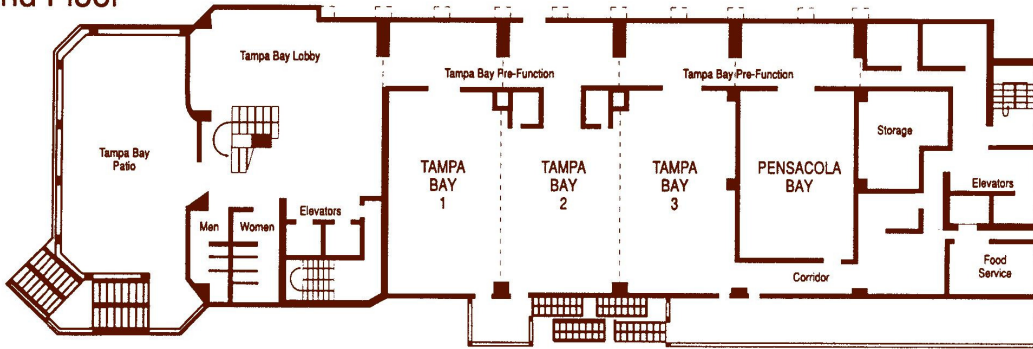 Floor
Tampa Bay Lobby
Tampa Bay Pre-Function
Tampa Bay Pre-Function
Tampa Bay
Patio
TAMPA
BAY
1
TAMPA
BAY
2
TAMPA
BAY
3
PENSACOLA
BAY
Storage
Elevators
Men
Women
Elevators
Corridor
Food
Service